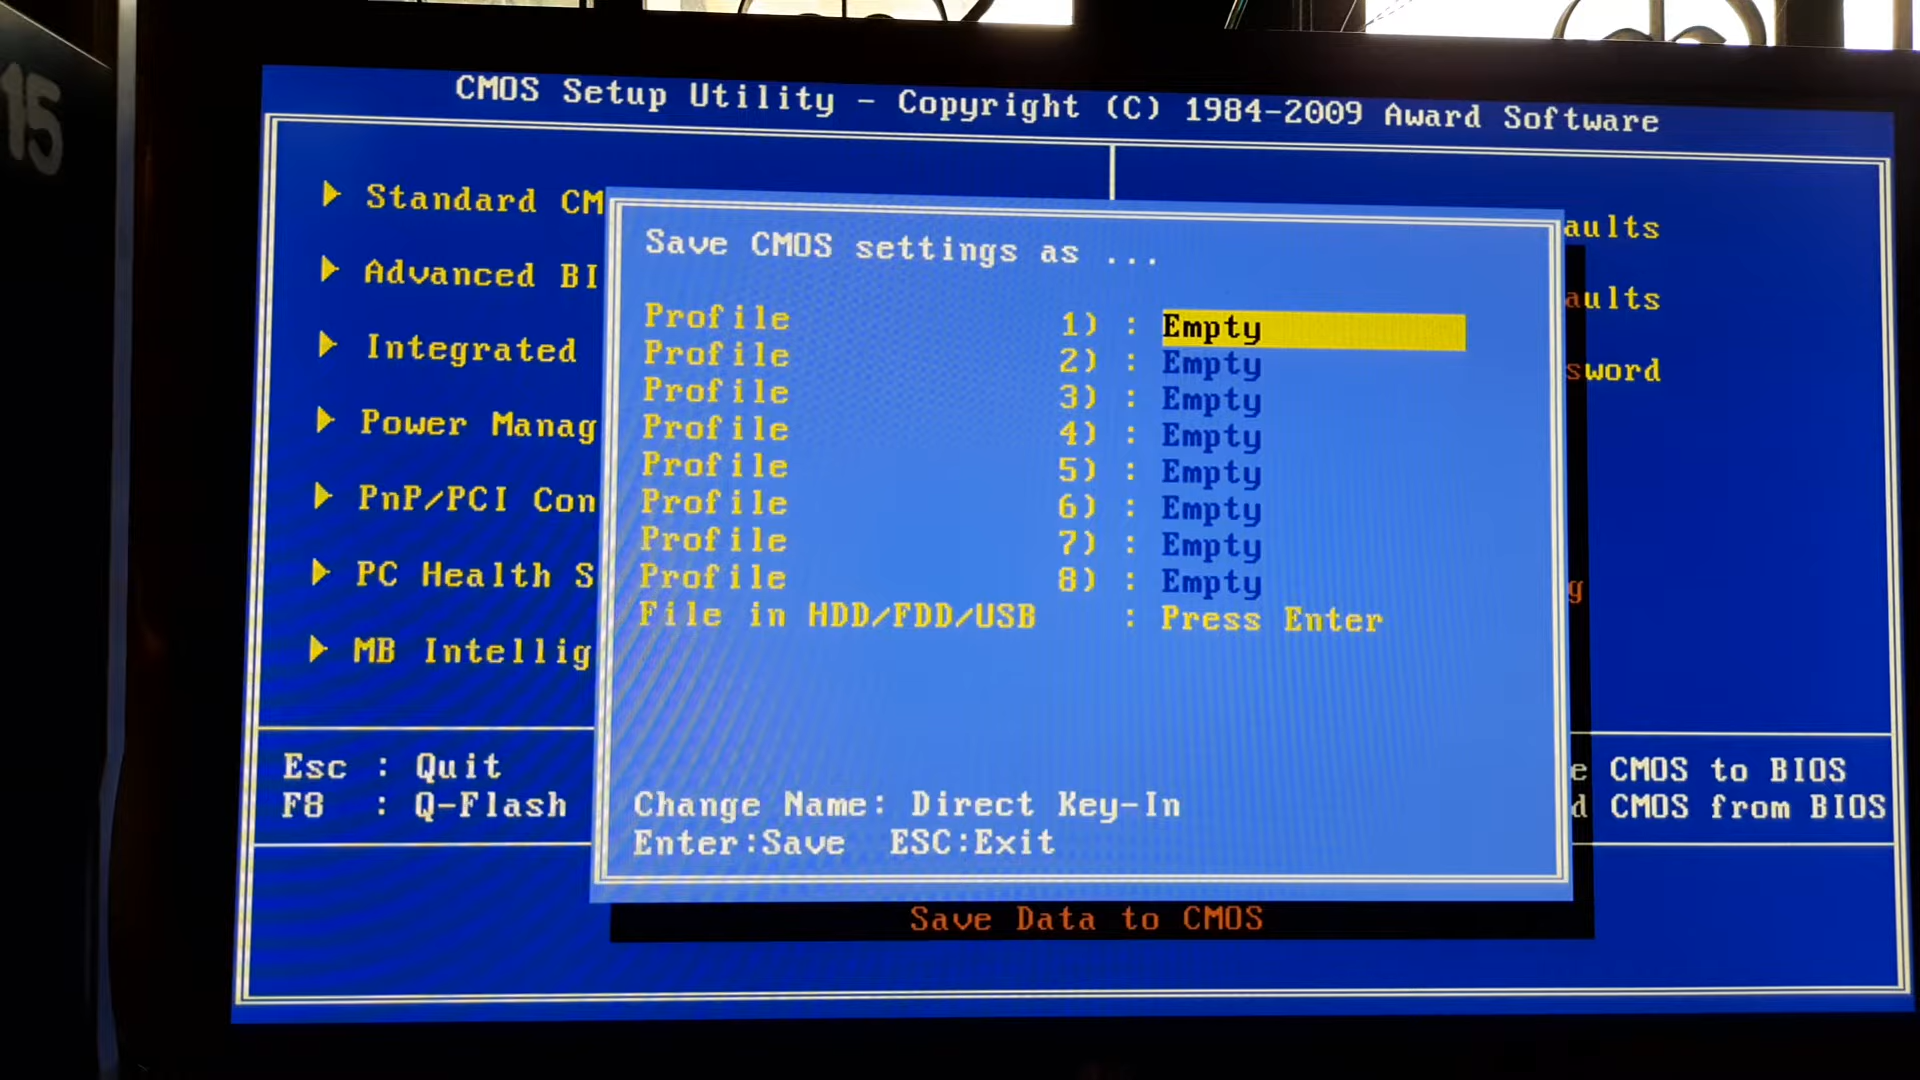 15
CMOS Setup Utility - Copyright (C) 1984-2009 Award Software
Standard CM
aults
Advanced BI
aults
Integrated
sword
Power Manag
PnP/PCI Con
PC Health S
g
MB Intellig
Save CMOS settings as ...
Profile 1) : Empty
Profile 2) : Empty
Profile 3) : Empty
Profile 4) : Empty
Profile 5) : Empty
Profile 6) : Empty
Profile 7) : Empty
Profile 8) : Empty
File in HDD/FDD/USB : Press Enter
Change Name: Direct Key-In
Enter:Save ESC:Exit
Esc : Quit
e CMOS to BIOS
F8 : Q-Flash
d CMOS from BIOS
Save Data to CMOS